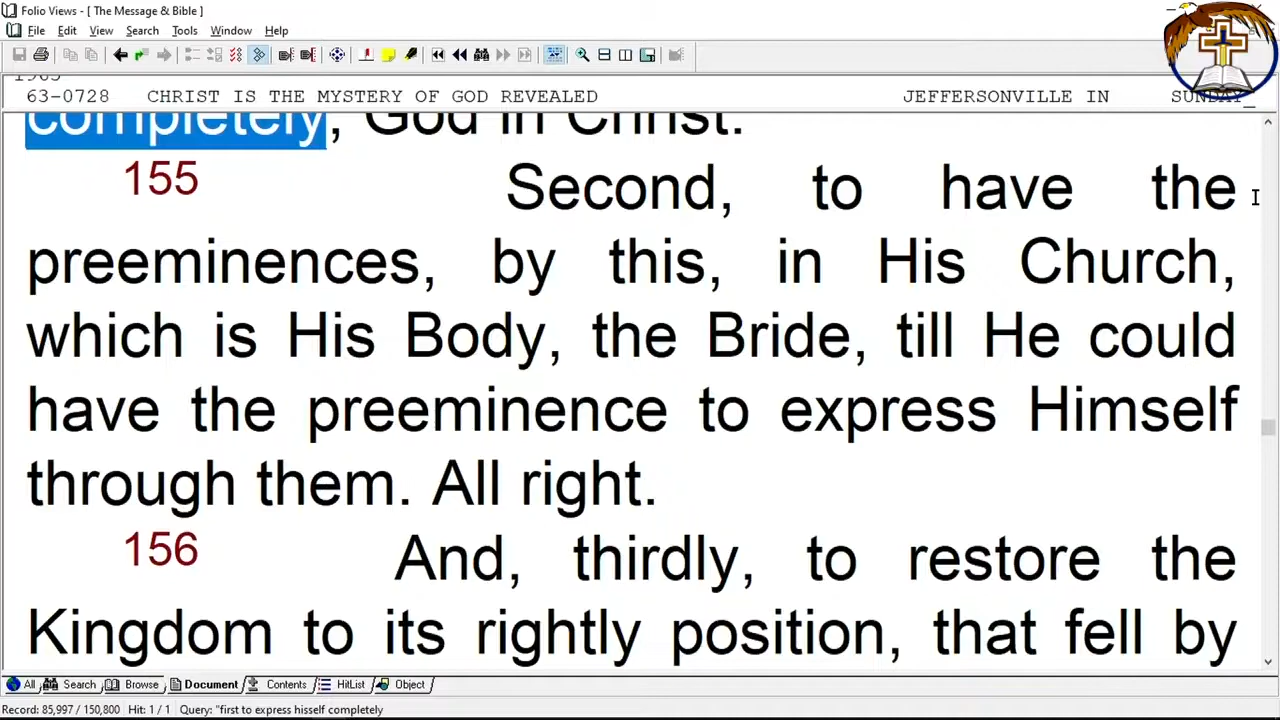 Folio Views - [ The Message & Bible ]
File Edit View Search Tools Window Help
1963
63-0728 CHRIST IS THE MYSTERY OF GOD REVEALED JEFFERSONVILLE IN SUNDAY_
completely, God in Christ.
155 Second, to have the
preeminences, by this, in His Church,
which is His Body, the Bride, till He could
have the preeminence to express Himself
through them. All right.
156 And, thirdly, to restore the
Kingdom to its rightly position, that fell by
All Search Browse Document Contents HitList Object
Record: 85,997 / 150,800 Hit: 1 / 1 Query: "first to express hisself completely